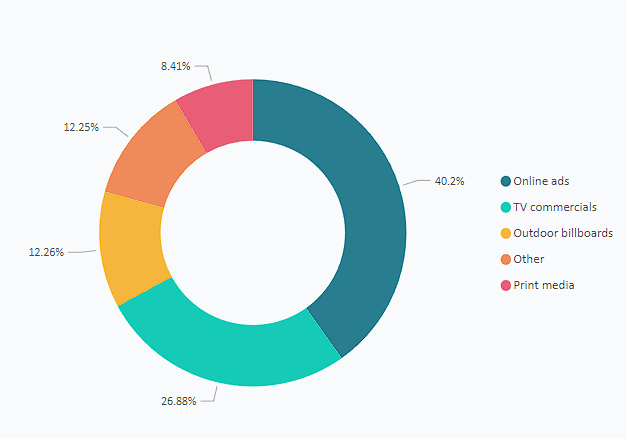 8.41%
12.25%
40.2%
12.26%
26.88%
Online ads
TV commercials
Outdoor billboards
Other
Print media